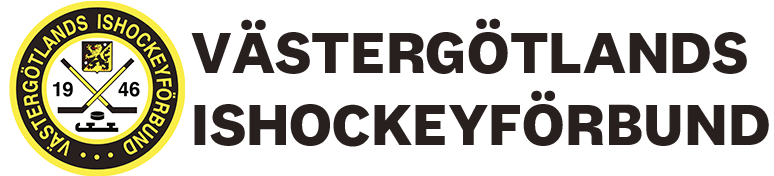 VÄSTERGÖTLANDS ISHOCKEYFÖRBUND
19 46
VÄSTERGÖTLANDS
ISHOCKEYFÖRBUND